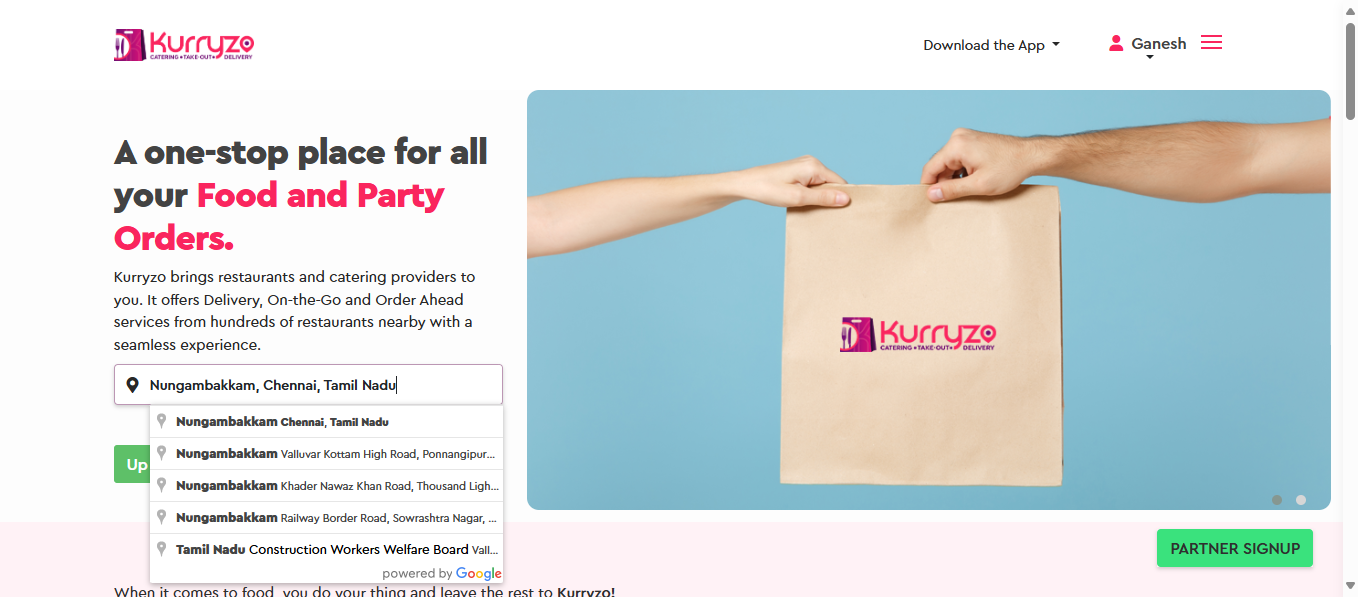 Kurryzo
CATERING •TAKE-OUT• DELIVERY
Download the App
Ganesh
A one-stop place for all
your Food and Party
Orders.
Kurryzo brings restaurants and catering providers to
you. It offers Delivery, On-the-Go and Order Ahead
services from hundreds of restaurants nearby with a
seamless experience.
Nungambakkam, Chennai, Tamil Nadu
Nungambakkam Chennai, Tamil Nadu
Nungambakkam Valluvar Kottam High Road, Ponnangipur...
Nungambakkam Khader Nawaz Khan Road, Thousand Ligh...
Nungambakkam Railway Border Road, Sowrashtra Nagar, ...
Tamil Nadu Construction Workers Welfare Board Vall...
powered by Google
Up
Kurryzo
CATERING •TAKE-OUT• DELIVERY
PARTNER SIGNUP
When it comes to food, you do your thing and leave the rest to Kurryzo!